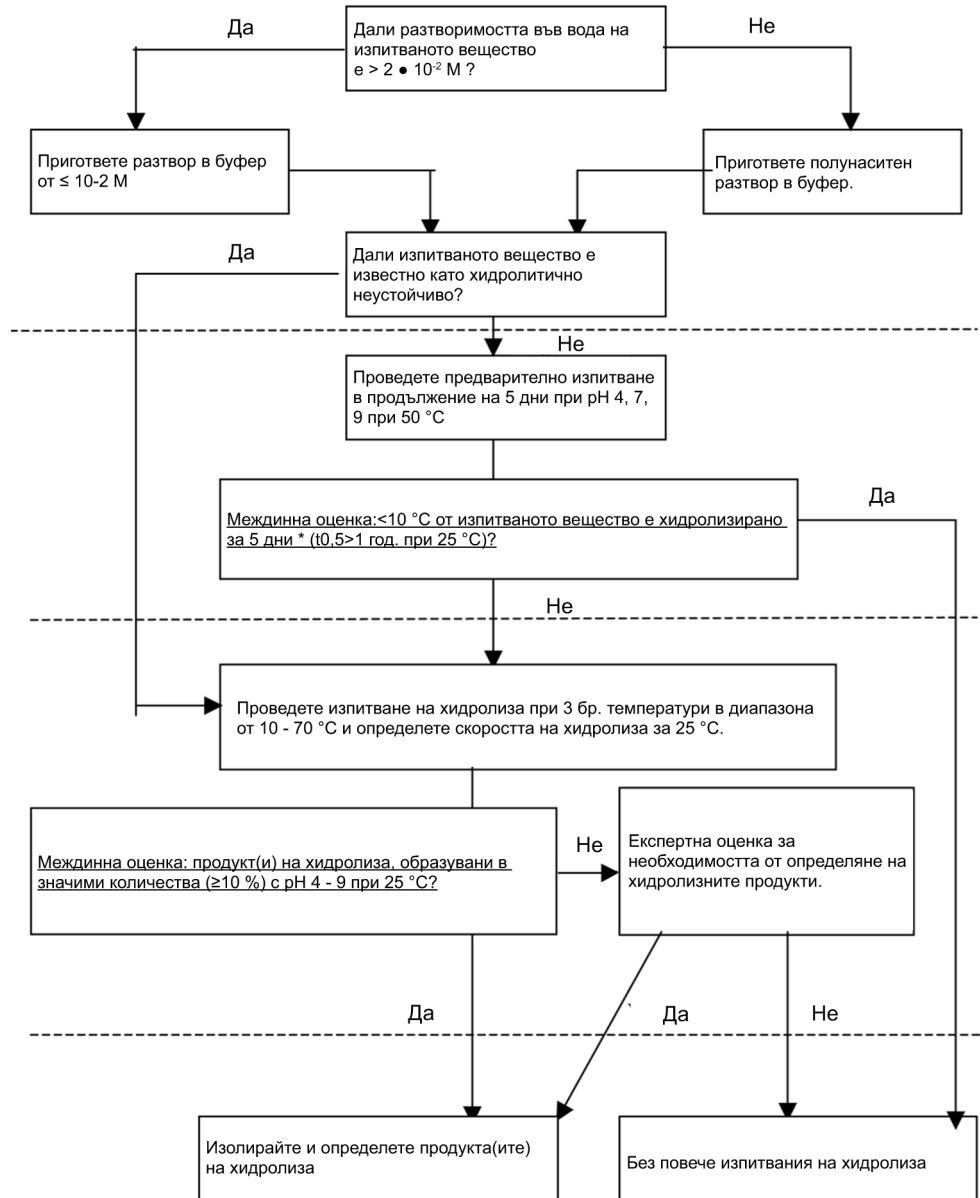 Да
Не
Дали разтворимостта във вода на
изпитваното вещество
е > 2 ● 10⁻² M ?
Пригответе разтвор в буфер
от ≤ 10-2 M
Пригответе полунаситен
разтвор в буфер.
Да
Дали изпитваното вещество е
известно като хидролитично
неустойчиво?
Не
Проведете предварително изпитване
в продължение на 5 дни при pH 4, 7,
9 при 50 °C
Да
Междинна оценка:<10 °C от изпитваното вещество е хидролизирано
за 5 дни * (t0,5>1 год. при 25 °C)?
Не
Проведете изпитване на хидролиза при 3 бр. температури в диапазона
от 10 - 70 °C и определете скоростта на хидролиза за 25 °C.
Междинна оценка: продукт(и) на хидролиза, образувани в
значими количества (≥10 %) с pH 4 - 9 при 25 °C?
Не
Експертна оценка за
необходимостта от определяне на
хидролизните продукти.
Да
Да
Не
Изолирайте и определете продукта(ите)
на хидролиза
Без повече изпитвания на хидролиза